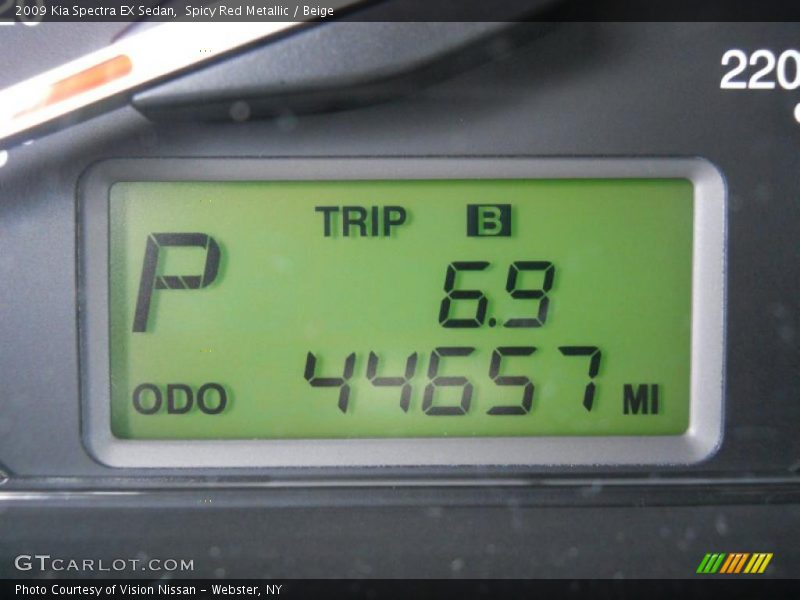 2009 Kia Spectra EX Sedan, Spicy Red Metallic / Beige
220
TRIP B
P
6.9
ODO 44657 MI
GTCARLOT.COM
Photo Courtesy of Vision Nissan - Webster, NY